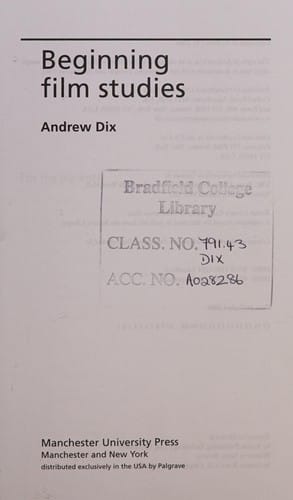 Beginning
film studies
Andrew Dix
Bradfield College
Library
CLASS. NO. 791.43
DIX
ACC. NO. A028286
Manchester University Press
Manchester and New York
distributed exclusively in the USA by Palgrave